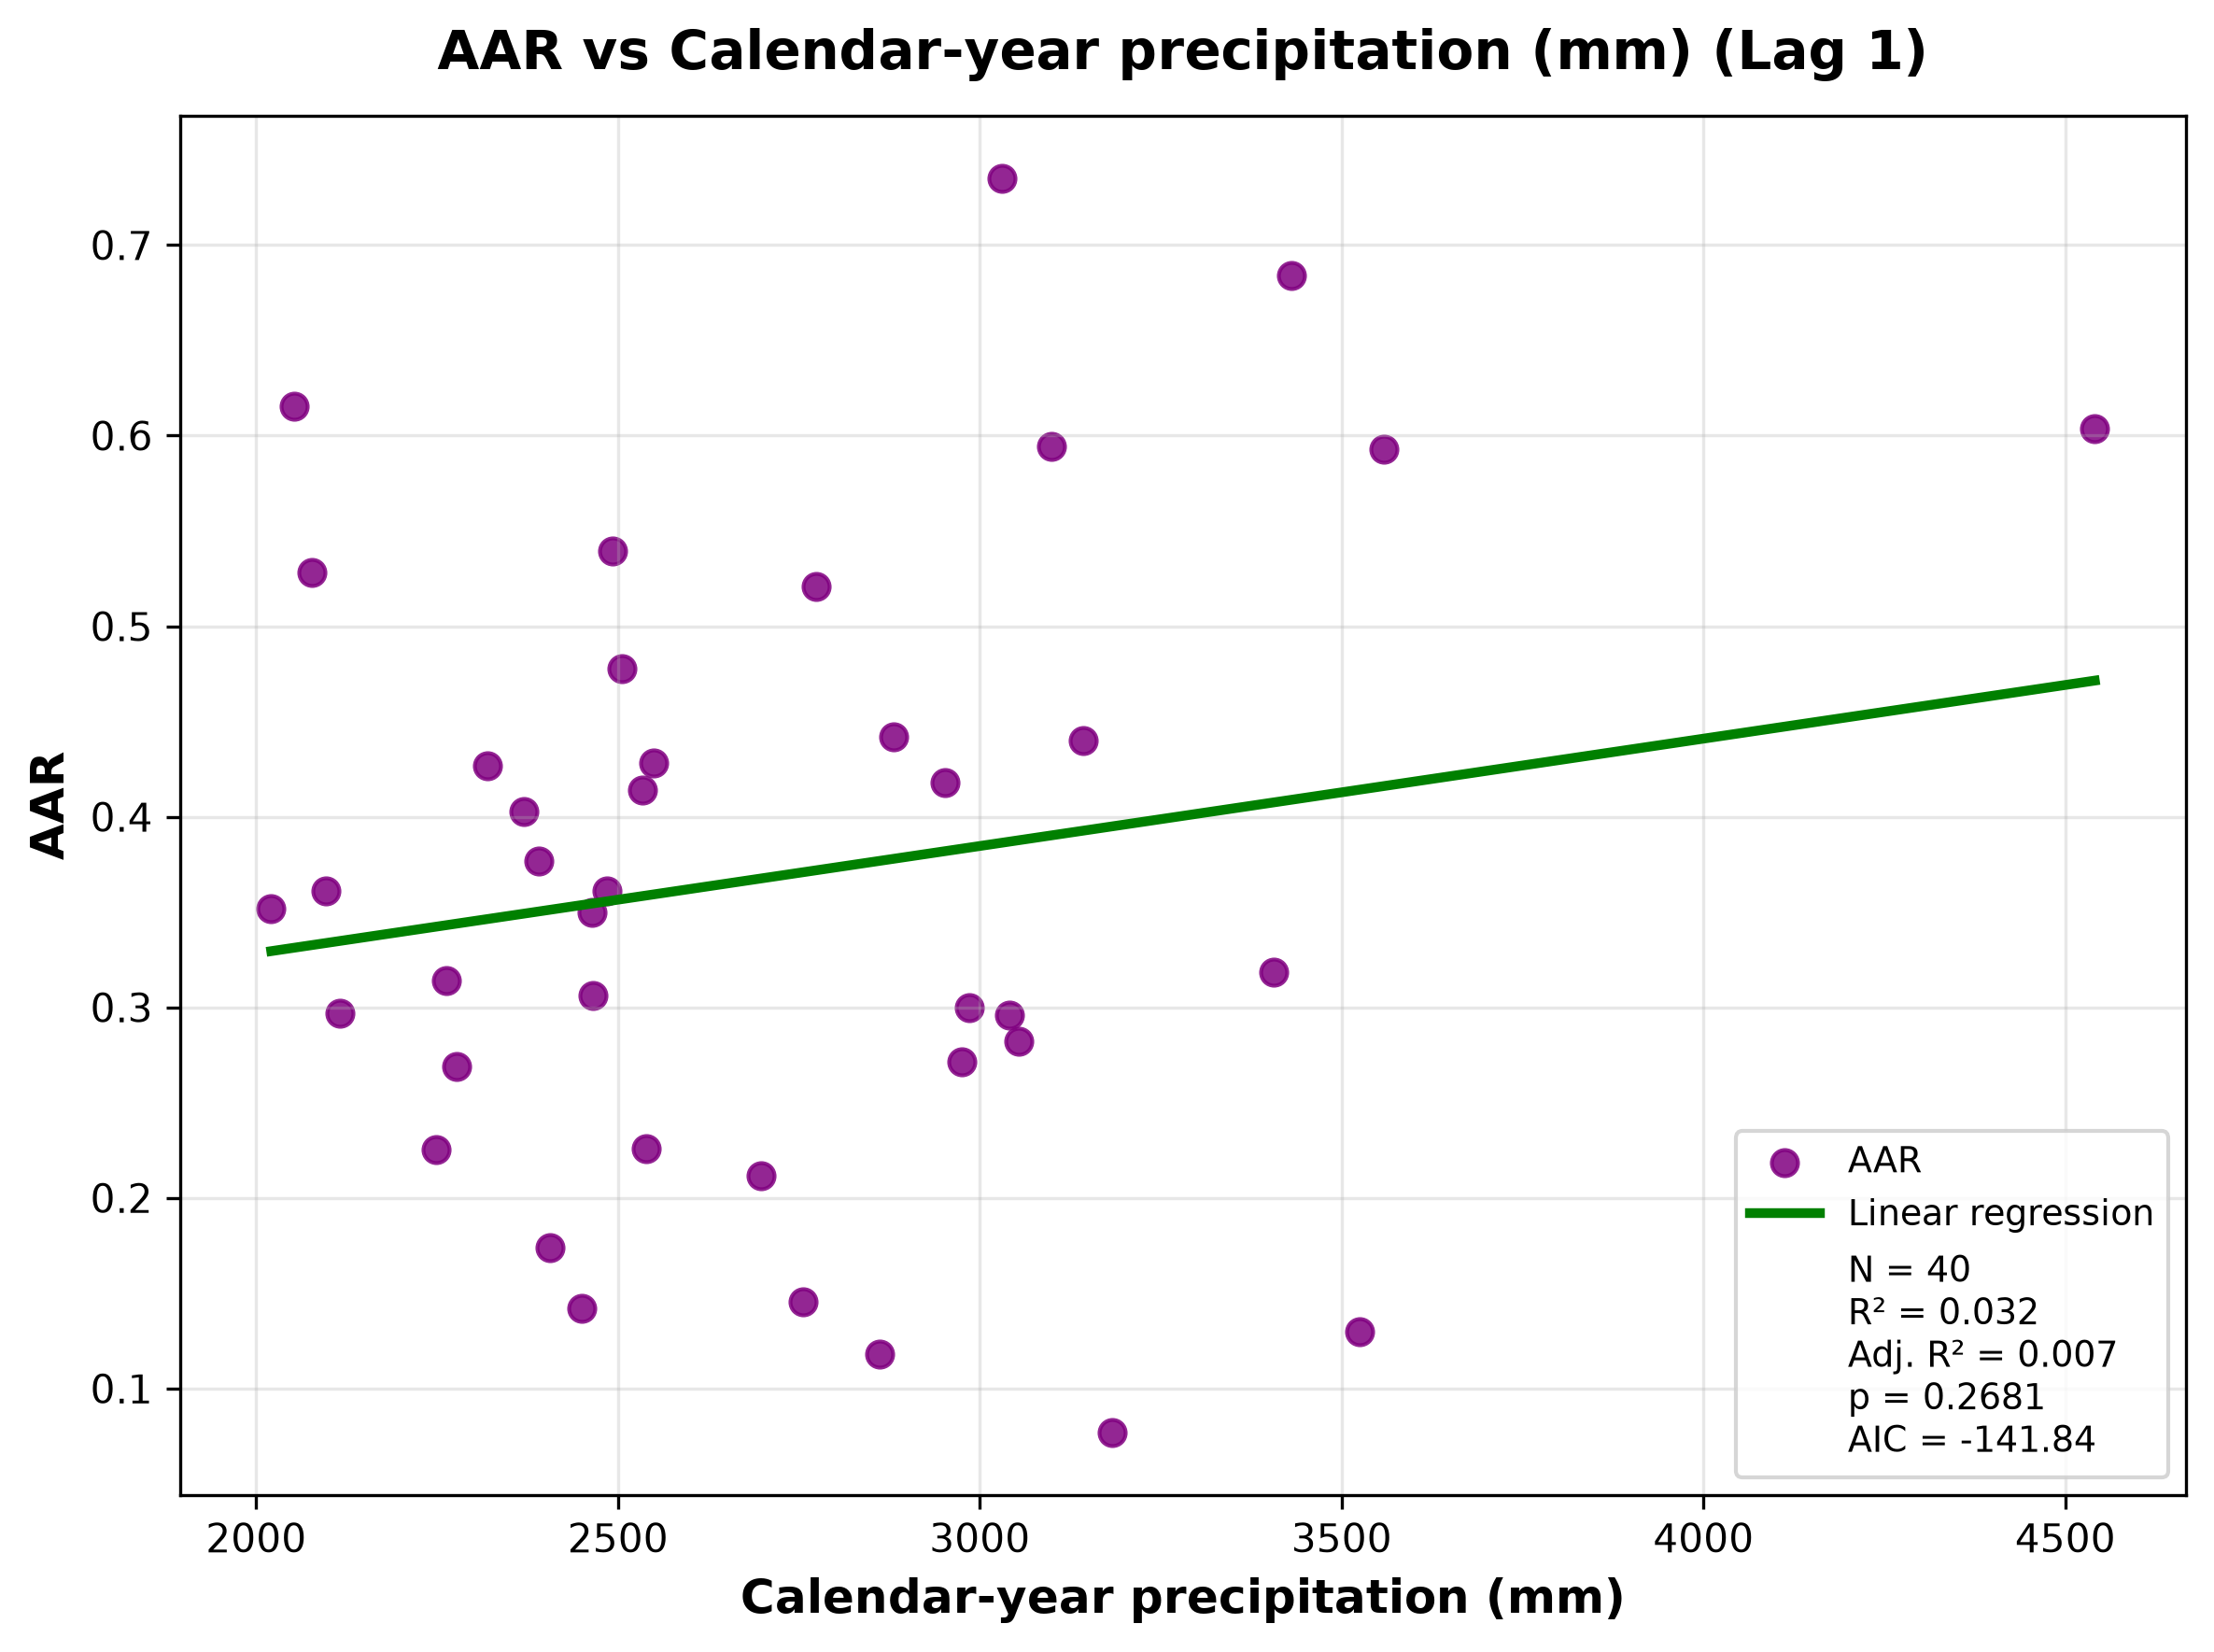 AAR vs Calendar-year precipitation (mm) (Lag 1)
AAR
0.7
0.6
0.5
0.4
0.3
0.2
0.1
AAR
Linear regression
N = 40
R² = 0.032
Adj. R² = 0.007
p = 0.2681
AIC = -141.84
2000 2500 3000 3500 4000 4500
Calendar-year precipitation (mm)